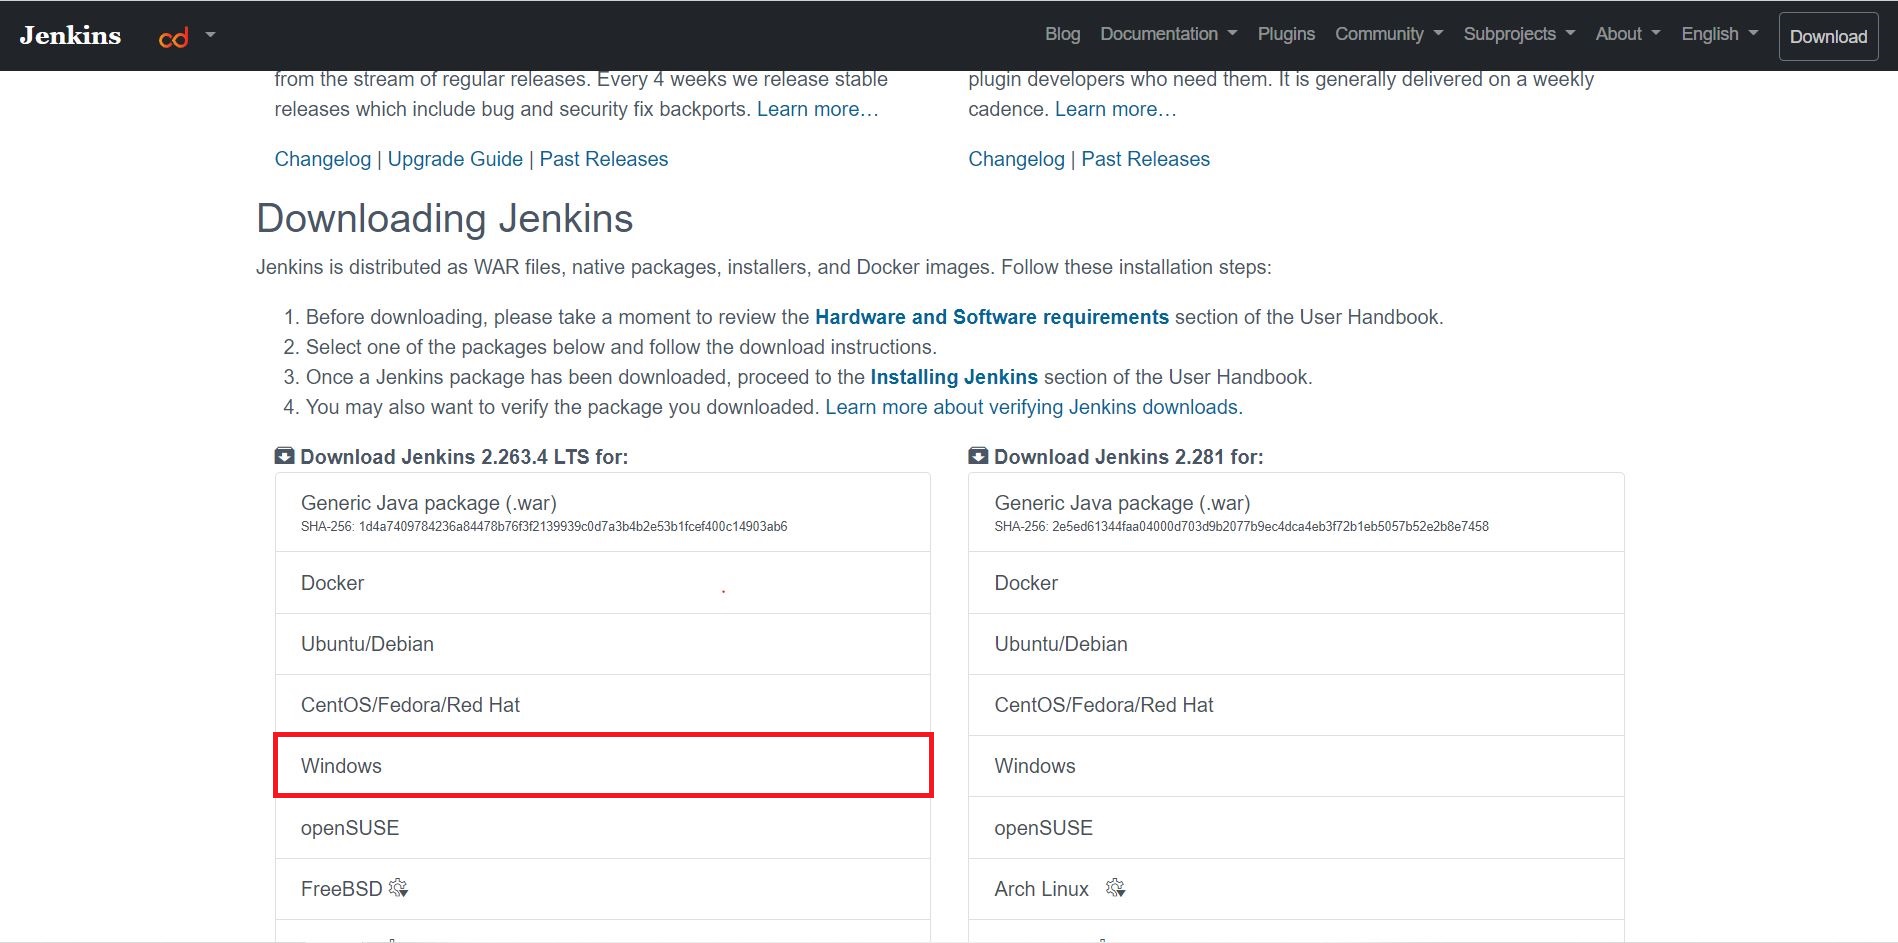 Jenkins
Blog Documentation Plugins Community Subprojects About English Download
from the stream of regular releases. Every 4 weeks we release stable
releases which include bug and security fix backports. Learn more…
Changelog | Upgrade Guide | Past Releases
plugin developers who need them. It is generally delivered on a weekly
cadence. Learn more…
Changelog | Past Releases
Downloading Jenkins
Jenkins is distributed as WAR files, native packages, installers, and Docker images. Follow these installation steps:
1. Before downloading, please take a moment to review the Hardware and Software requirements section of the User Handbook.
2. Select one of the packages below and follow the download instructions.
3. Once a Jenkins package has been downloaded, proceed to the Installing Jenkins section of the User Handbook.
4. You may also want to verify the package you downloaded. Learn more about verifying Jenkins downloads.
Download Jenkins 2.263.4 LTS for:
Generic Java package (.war)
SHA-256: 1d4a7409784236a84478b76f3f2139939c0d7a3b4b2e53b1fcef400c14903ab6
Docker
Ubuntu/Debian
CentOS/Fedora/Red Hat
Windows
openSUSE
FreeBSD
Download Jenkins 2.281 for:
Generic Java package (.war)
SHA-256: 2e5ed61344faa04000d703d9b2077b9ec4dca4eb3f72b1eb5057b52e2b8e7458
Docker
Ubuntu/Debian
CentOS/Fedora/Red Hat
Windows
openSUSE
Arch Linux